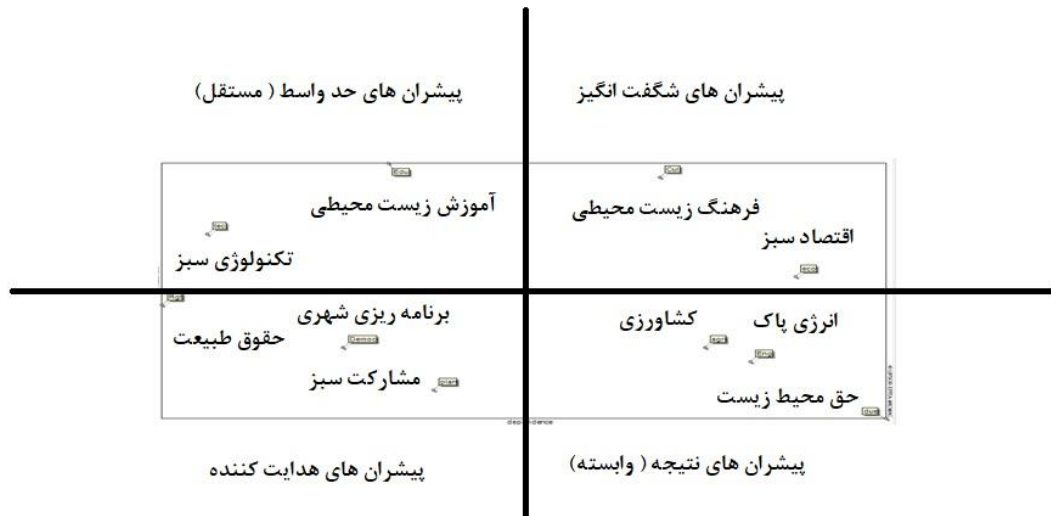 پیشران های شگفت انگیز
پیشران های حد واسط (مستقل)
فرهنگ زیست محیطی
آموزش زیست محیطی
اقتصاد سبز
تکنولوژی سبز
انرژی پاک
کشاورزی
برنامه ریزی شهری
حقوق طبیعت
مشارکت سبز
حق محیط زیست
پیشران های نتیجه (وابسته)
پیشران های هدایت کننده